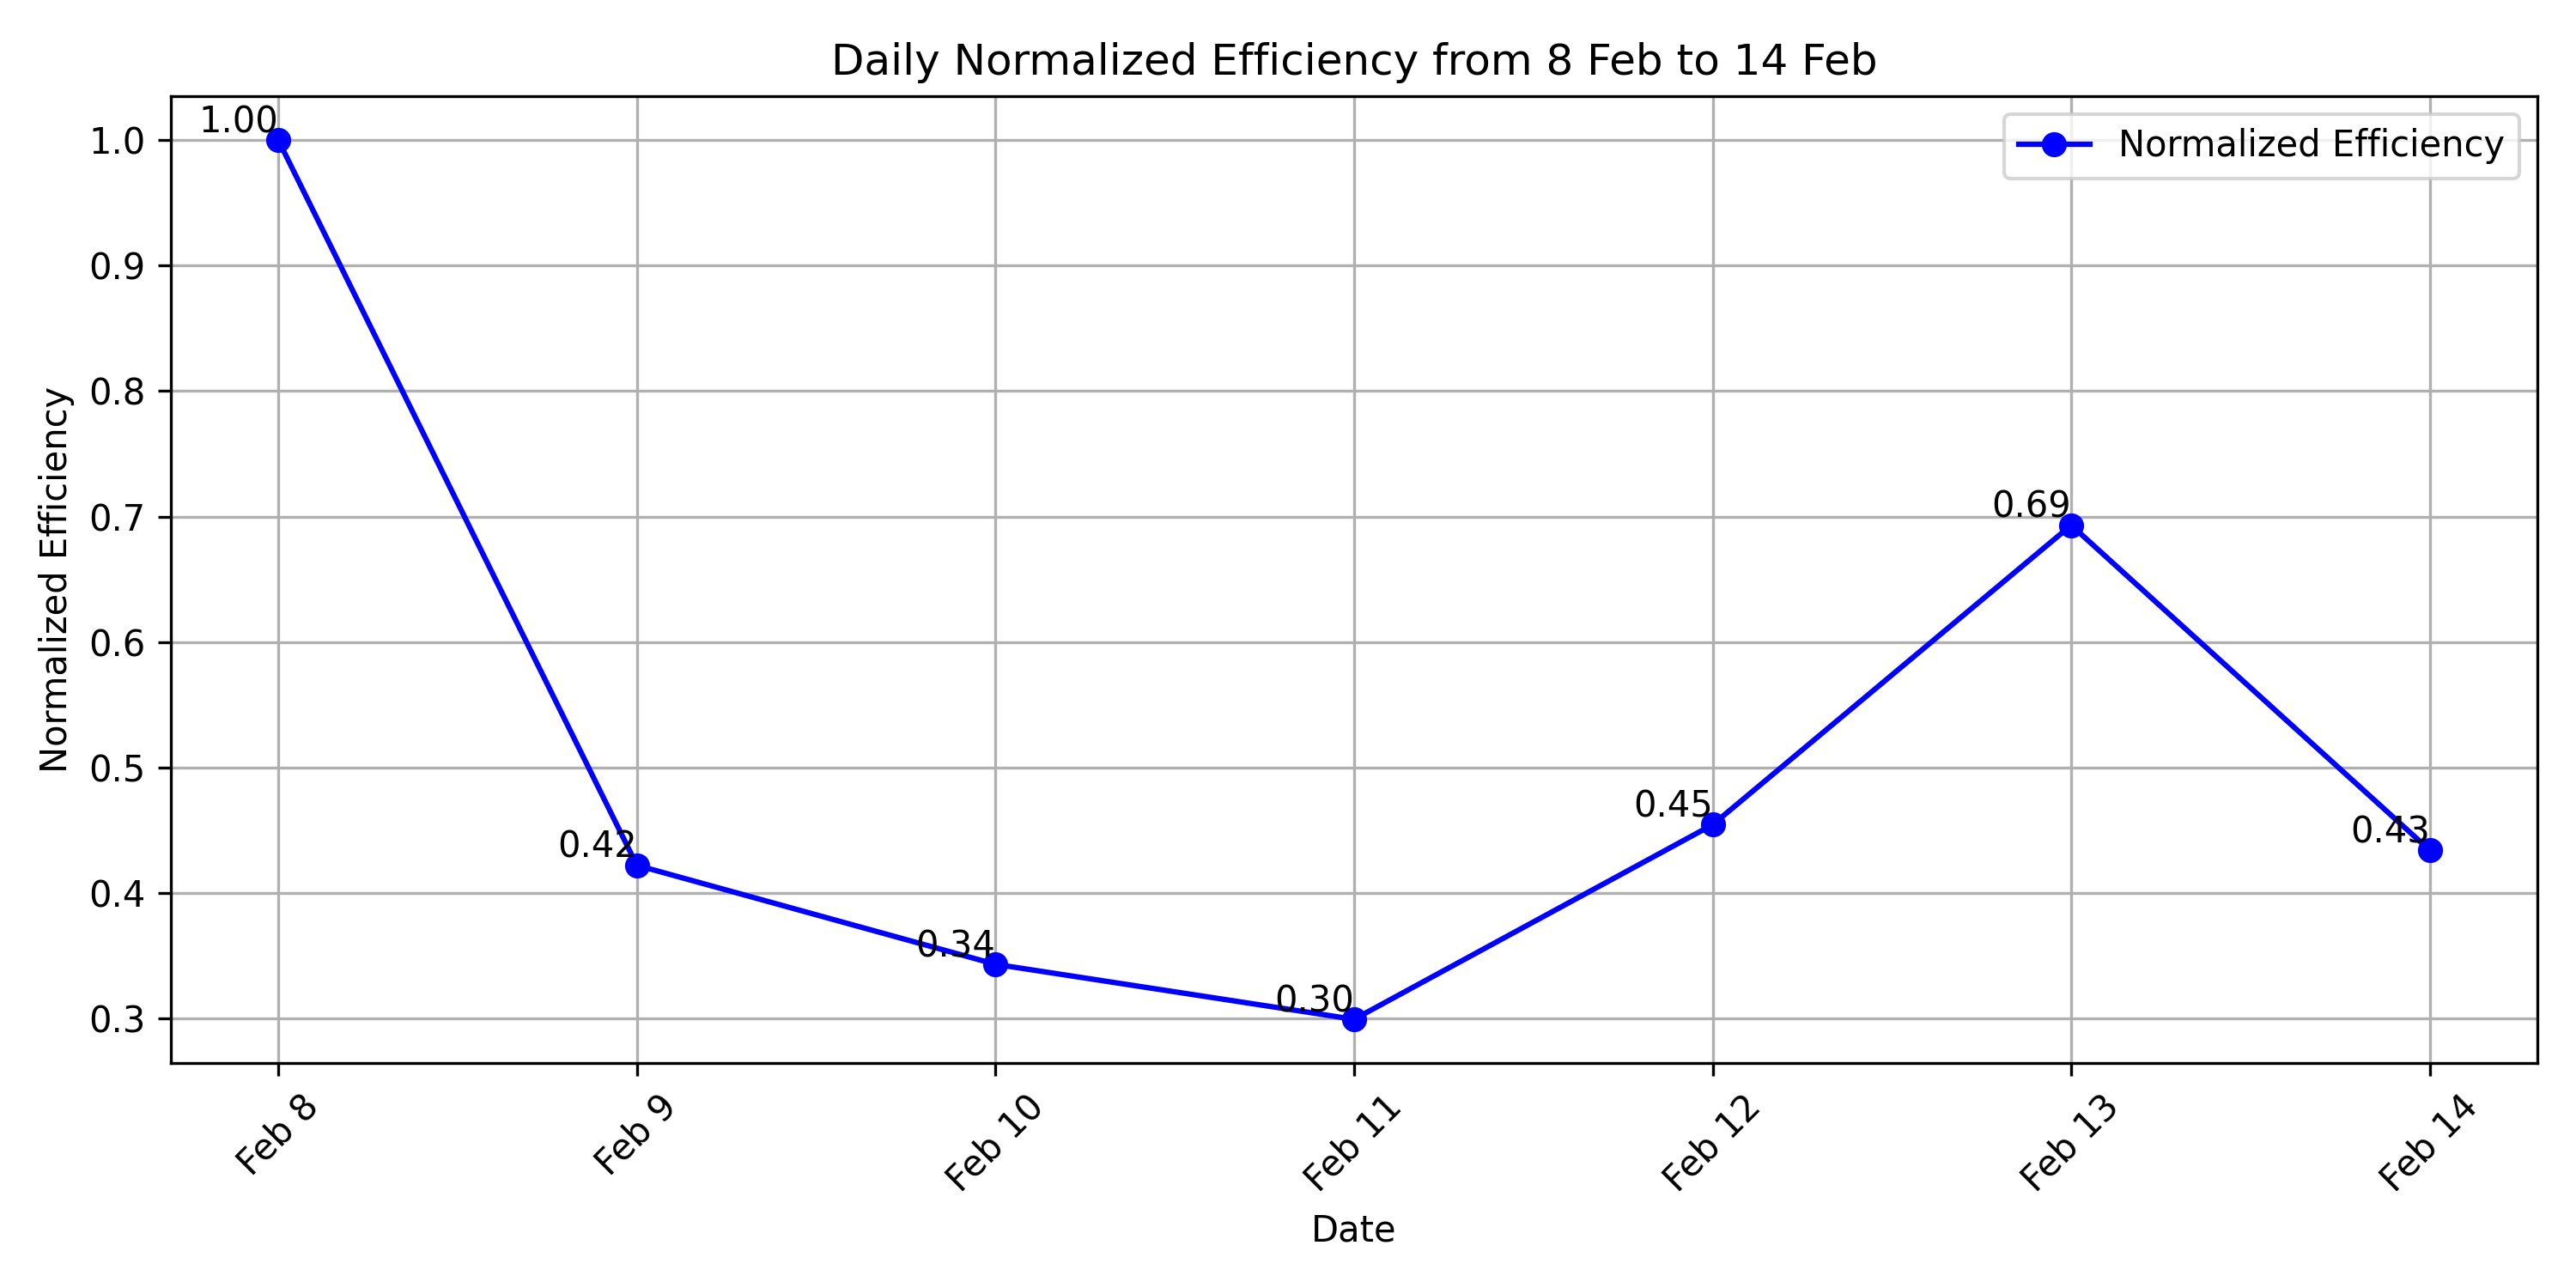 Daily Normalized Efficiency from 8 Feb to 14 Feb
Normalized Efficiency
Normalized Efficiency
1.0
0.9
0.8
0.7
0.6
0.5
0.4
0.3
1.00
0.42
0.34
0.30
0.45
0.69
0.43
Feb 8
Feb 9
Feb 10
Feb 11
Feb 12
Feb 13
Feb 14
Date